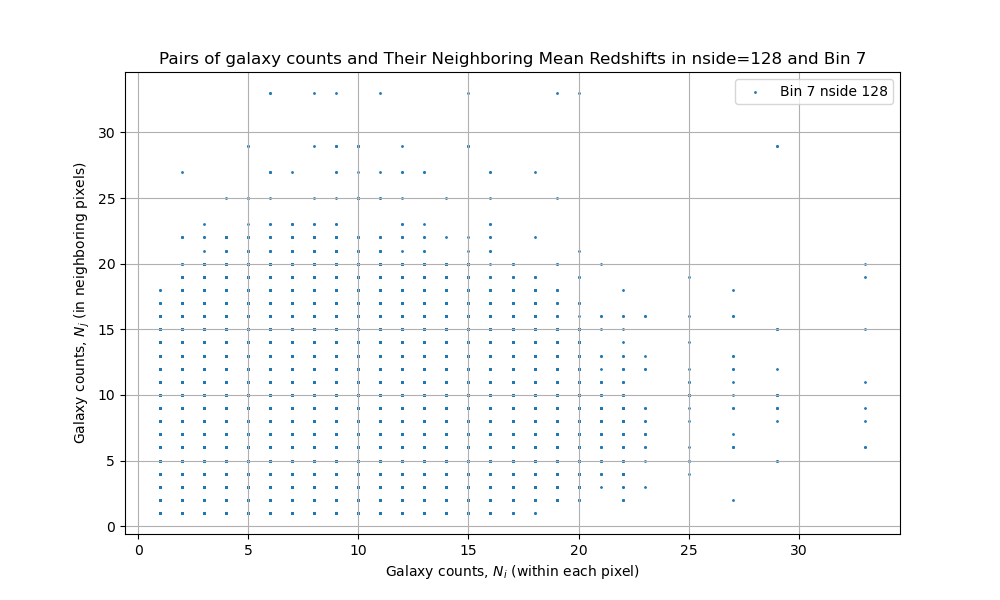 Pairs of galaxy counts and Their Neighboring Mean Redshifts in nside=128 and Bin 7
Bin 7 nside 128
Galaxy counts, N_j (in neighboring pixels)
30
25
20
15
10
5
0
0 5 10 15 20 25 30
Galaxy counts, N_i (within each pixel)